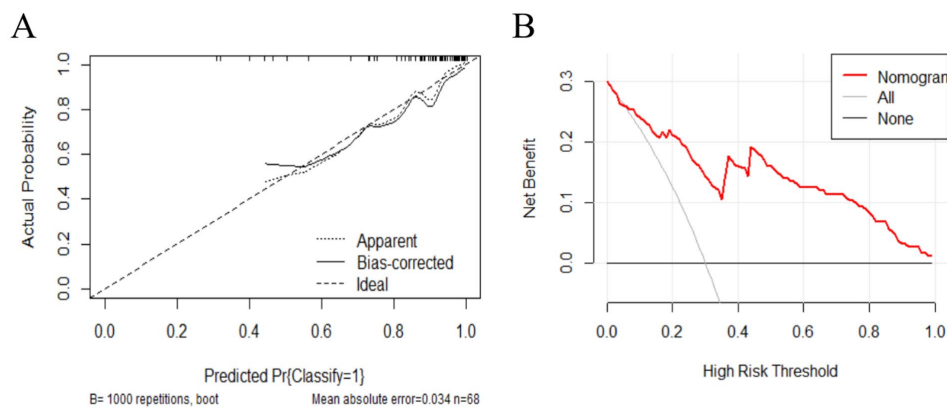 A
Actual Probability
1.0
0.8
0.6
0.4
0.2
0.0
Apparent
Bias-corrected
Ideal
0.0 0.2 0.4 0.6 0.8 1.0
Predicted Pr{Classify=1}
B= 1000 repetitions, boot Mean absolute error=0.034 n=68
B
Net Benefit
0.3
0.2
0.1
0.0
Nomogram
All
None
0.0 0.2 0.4 0.6 0.8 1.0
High Risk Threshold